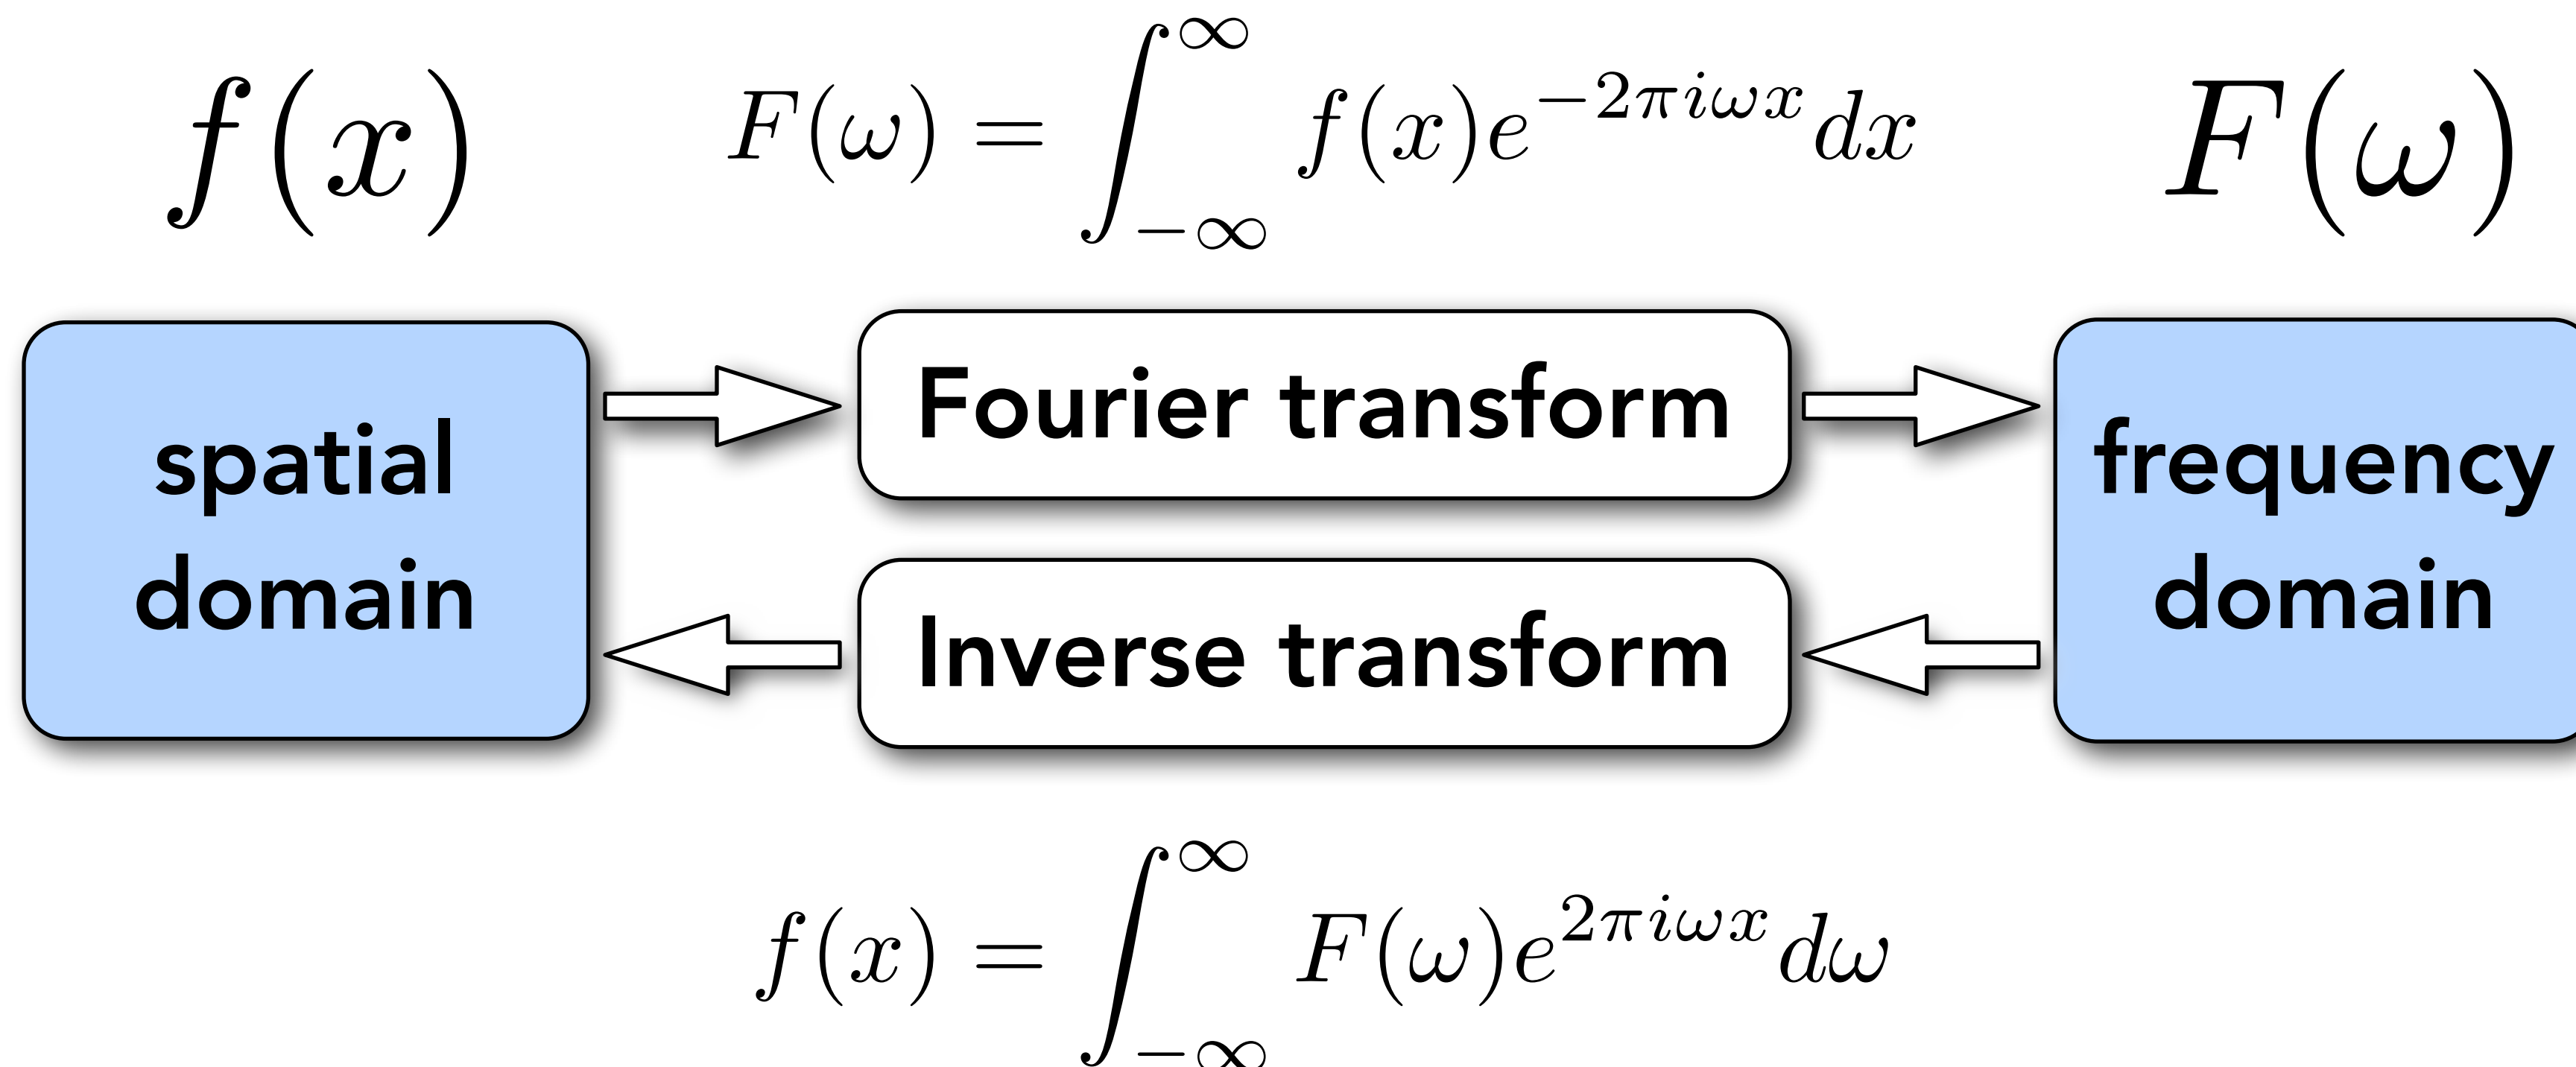 f(x)
F(ω) = ∫_{-∞}^{∞} f(x)e^{-2πiωx}dx
F(ω)
spatial
domain
Fourier transform
Inverse transform
frequency
domain
f(x) = ∫_{-∞}^{∞} F(ω)e^{2πiωx}dω